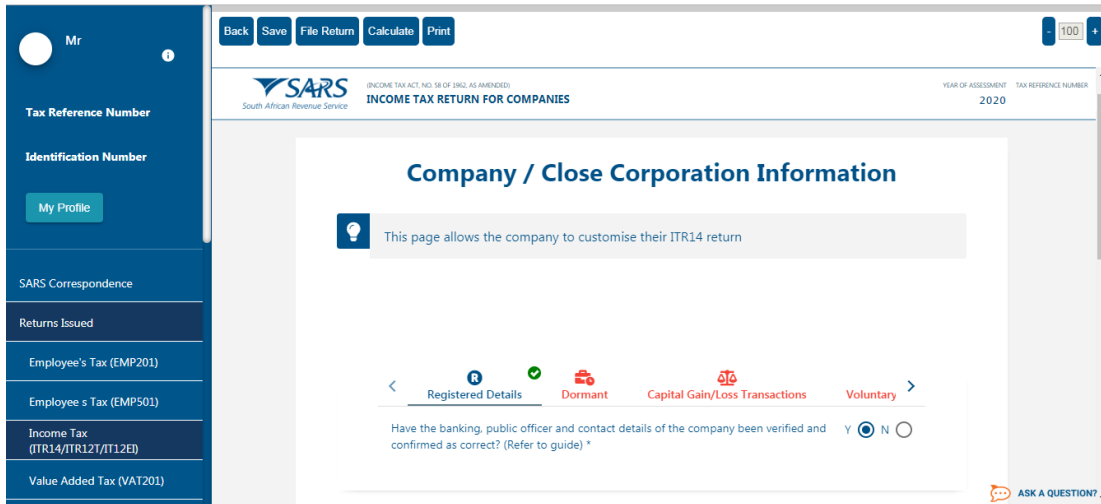 Mr
Tax Reference Number
Identification Number
My Profile
SARS Correspondence
Returns Issued
Employee's Tax (EMP201)
Employee s Tax (EMP501)
Income Tax
(ITR14/ITR12T/IT12EI)
Value Added Tax (VAT201)
Back Save File Return Calculate Print
- 100 +
SARS
South African Revenue Service
(INCOME TAX ACT, NO. 58 OF 1962, AS AMENDED)
INCOME TAX RETURN FOR COMPANIES
YEAR OF ASSESSMENT TAX REFERENCE NUMBER
2020
Company / Close Corporation Information
This page allows the company to customise their ITR14 return
R
Registered Details Dormant Capital Gain/Loss Transactions Voluntary
Have the banking, public officer and contact details of the company been verified and Y N
confirmed as correct? (Refer to guide) *
ASK A QUESTION?